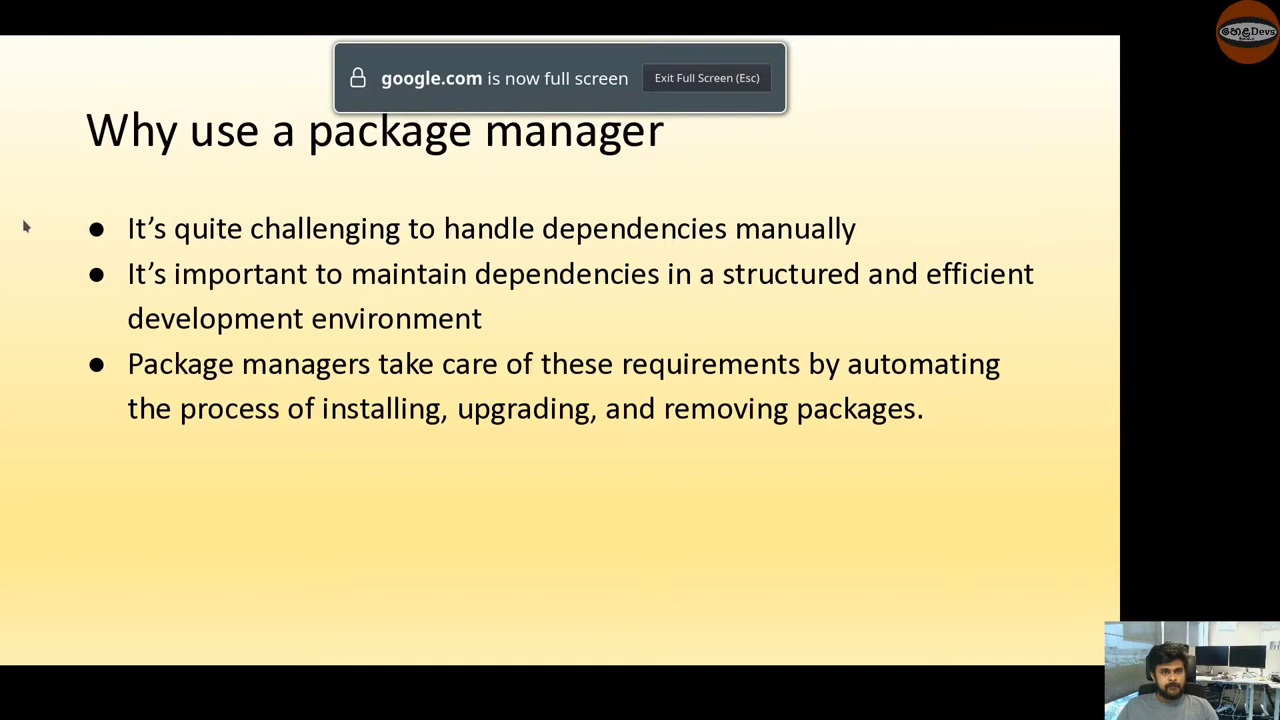 හෙළDevs
google.com is now full screen
Exit Full Screen (Esc)
Why use a package manager
● It’s quite challenging to handle dependencies manually
● It’s important to maintain dependencies in a structured and efficient
development environment
● Package managers take care of these requirements by automating
the process of installing, upgrading, and removing packages.